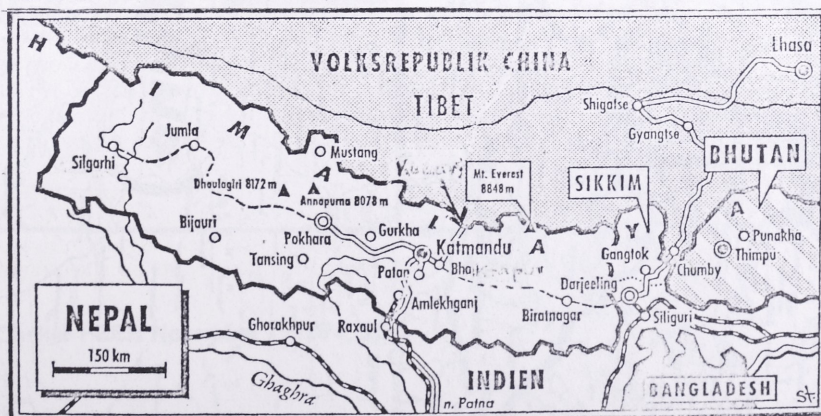 VOLKSREPUBLIK CHINA
TIBET
Lhasa
Shigatse
Gyangtse
BHUTAN
H I M A L A Y A
Silgarhi
Jumla
Mustang
Dhaulagiri 8172 m
Annapurna 8078 m
Mt. Everest
8848 m
SIKKIM
Bijauri
Pokhara
Gurkha
Katmandu
Tansing
Patan
Gangtok
Punakha
Thimpu
Darjeeling
Chumby
Amlekhganj
Biratnagar
Siliguri
NEPAL
150 km
Ghorakhpur
Raxaul
Ghaghra
INDIEN
n. Patna
BANGLADESH
st.